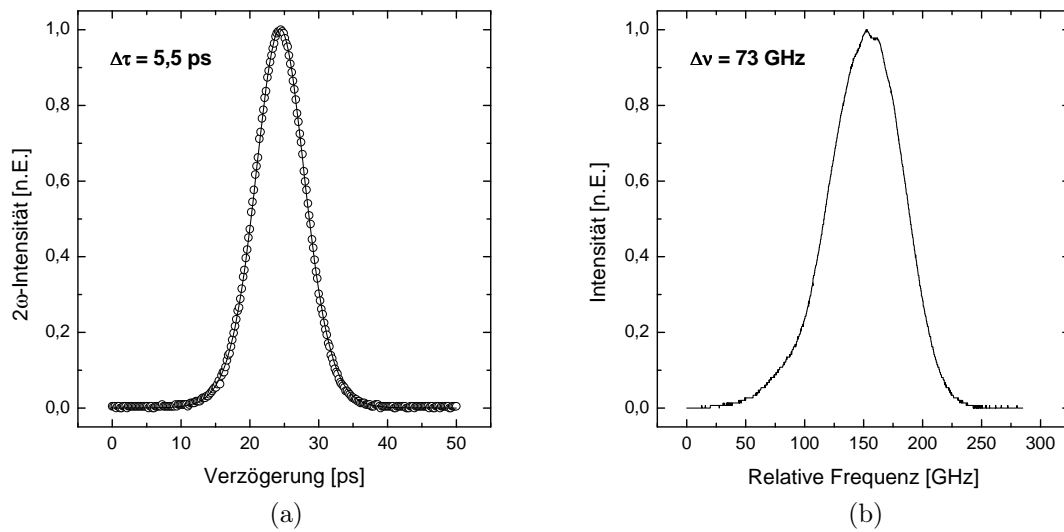 Δτ = 5,5 ps
1,0
0,8
0,6
0,4
0,2
0,0
2ω-Intensität [n.E.]
0 10 20 30 40 50
Verzögerung [ps]
(a)
Δν = 73 GHz
1,0
0,8
0,6
0,4
0,2
0,0
Intensität [n.E.]
0 50 100 150 200 250 300
Relative Frequenz [GHz]
(b)